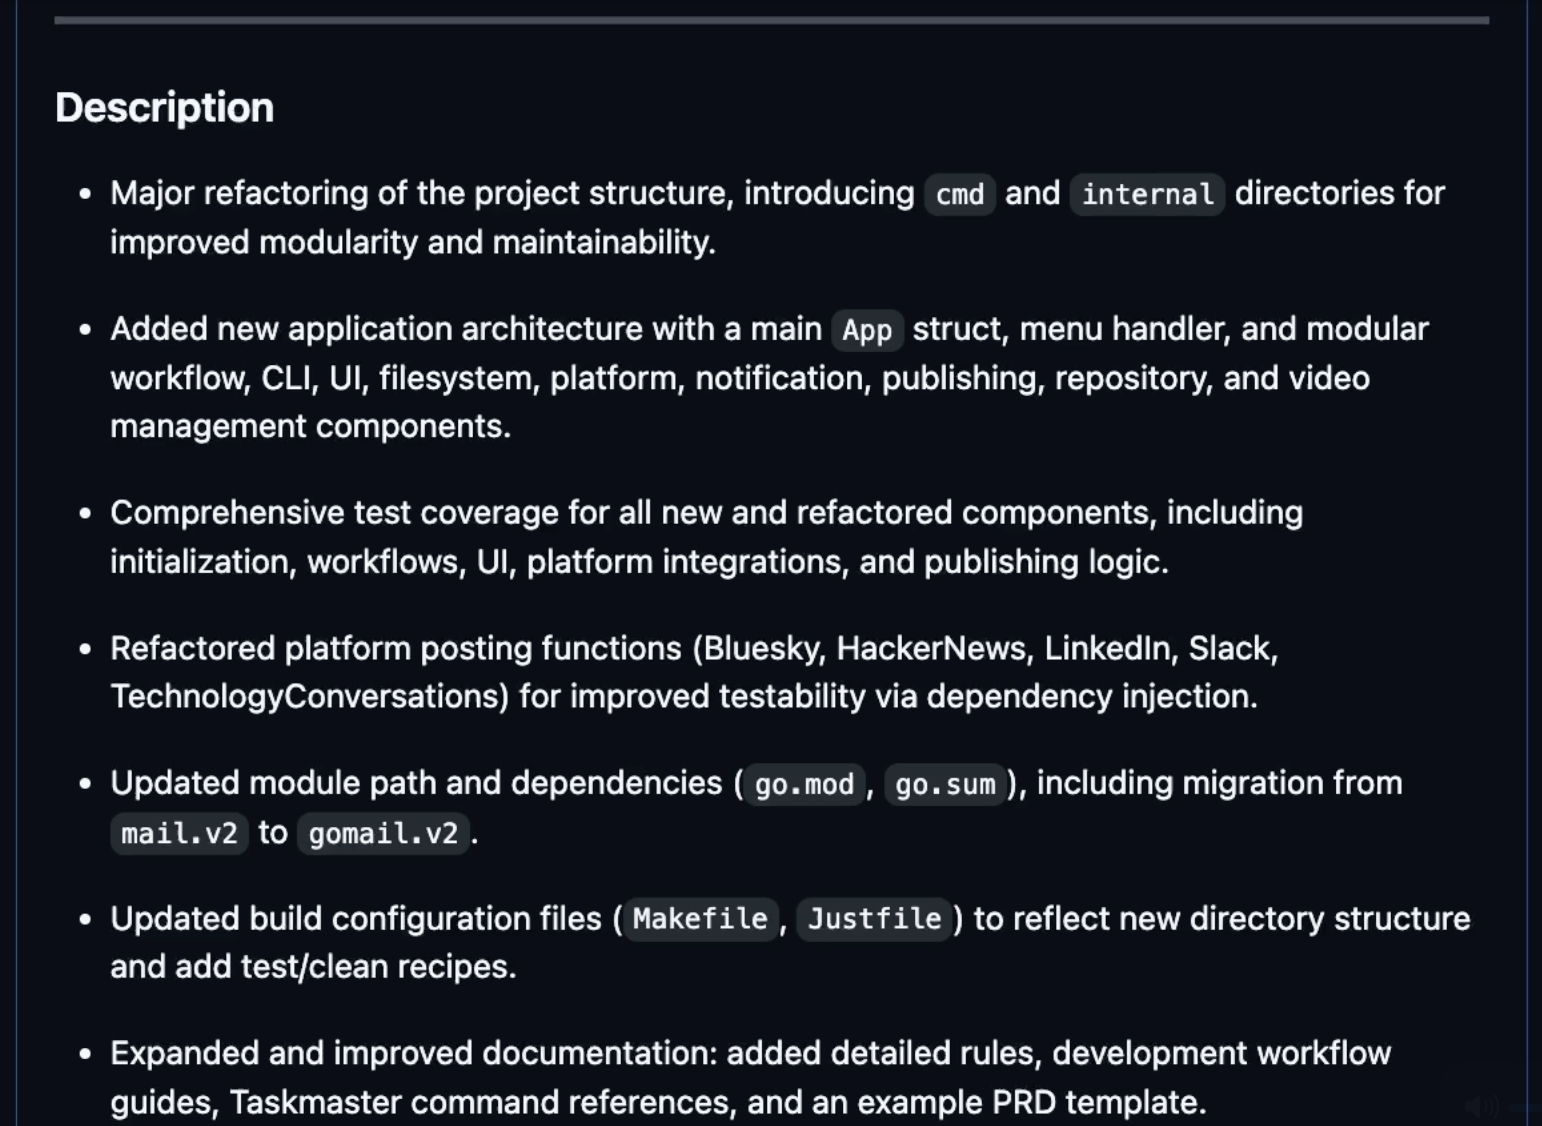 Description
• Major refactoring of the project structure, introducing cmd and internal directories for
improved modularity and maintainability.
• Added new application architecture with a main App struct, menu handler, and modular
workflow, CLI, UI, filesystem, platform, notification, publishing, repository, and video
management components.
• Comprehensive test coverage for all new and refactored components, including
initialization, workflows, UI, platform integrations, and publishing logic.
• Refactored platform posting functions (Bluesky, HackerNews, LinkedIn, Slack,
TechnologyConversations) for improved testability via dependency injection.
• Updated module path and dependencies (go.mod, go.sum), including migration from
mail.v2 to gomail.v2.
• Updated build configuration files (Makefile, Justfile) to reflect new directory structure
and add test/clean recipes.
• Expanded and improved documentation: added detailed rules, development workflow
guides, Taskmaster command references, and an example PRD template.